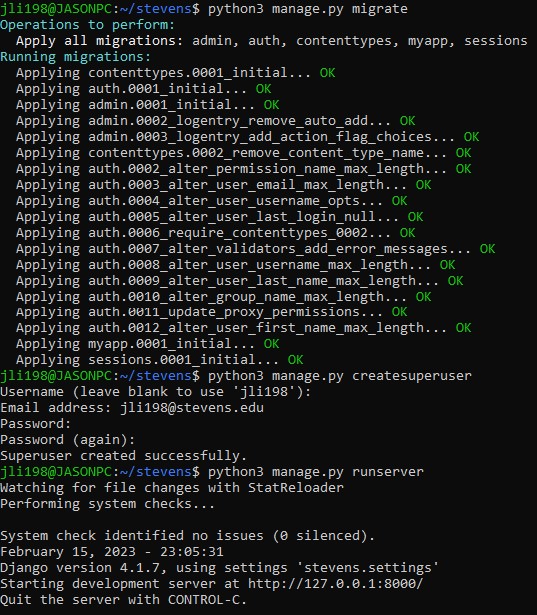 jli198@JASONPC:~/stevens$ python3 manage.py migrate
Operations to perform:
  Apply all migrations: admin, auth, contenttypes, myapp, sessions
Running migrations:
  Applying contenttypes.0001_initial... OK
  Applying auth.0001_initial... OK
  Applying admin.0001_initial... OK
  Applying admin.0002_logentry_remove_auto_add... OK
  Applying admin.0003_logentry_add_action_flag_choices... OK
  Applying contenttypes.0002_remove_content_type_name... OK
  Applying auth.0002_alter_permission_name_max_length... OK
  Applying auth.0003_alter_user_email_max_length... OK
  Applying auth.0004_alter_user_username_opts... OK
  Applying auth.0005_alter_user_last_login_null... OK
  Applying auth.0006_require_contenttypes_0002... OK
  Applying auth.0007_alter_validators_add_error_messages... OK
  Applying auth.0008_alter_user_username_max_length... OK
  Applying auth.0009_alter_user_last_name_max_length... OK
  Applying auth.0010_alter_group_name_max_length... OK
  Applying auth.0011_update_proxy_permissions... OK
  Applying auth.0012_alter_user_first_name_max_length... OK
  Applying myapp.0001_initial... OK
  Applying sessions.0001_initial... OK
jli198@JASONPC:~/stevens$ python3 manage.py createsuperuser
Username (leave blank to use 'jli198'):
Email address: jli198@stevens.edu
Password:
Password (again):
Superuser created successfully.
jli198@JASONPC:~/stevens$ python3 manage.py runserver
Watching for file changes with StatReloader
Performing system checks...

System check identified no issues (0 silenced).
February 15, 2023 - 23:05:31
Django version 4.1.7, using settings 'stevens.settings'
Starting development server at http://127.0.0.1:8000/
Quit the server with CONTROL-C.